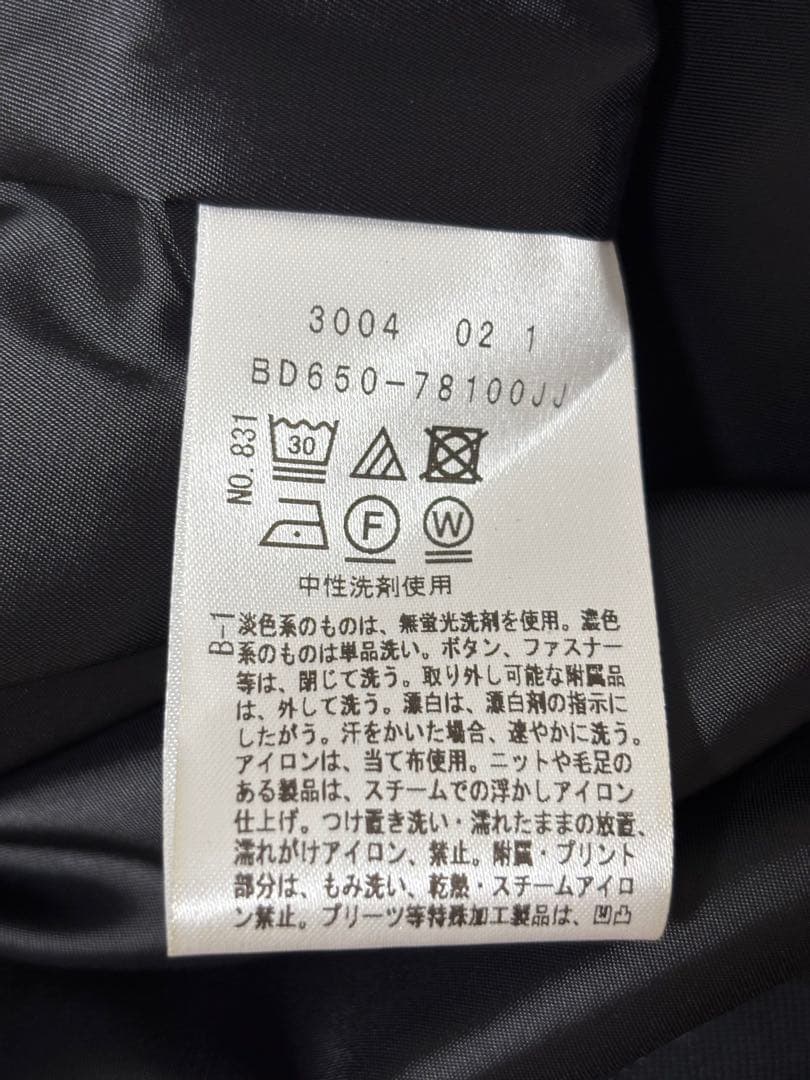 3004 02 1
BD650-78100JJ
NO.831
30
F
W
中性洗剤使用
B-1
淡色系のものは、無蛍光洗剤を使用。濃色
系のものは単品洗い。ボタン、ファスナー
等は、閉じて洗う。取り外し可能な附属品
は、外して洗う。漂白は、漂白剤の指示に
したがう。汗をかいた場合、速やかに洗う。
アイロンは、当て布使用。ニットや毛足の
ある製品は、スチームでの浮かしアイロン
仕上げ。つけ置き洗い・濡れたままの放置、
濡れがけアイロン、禁止。附属・プリント
部分は、もみ洗い、乾熱・スチームアイロ
ン禁止。プリーツ等特殊加工製品は、凹凸